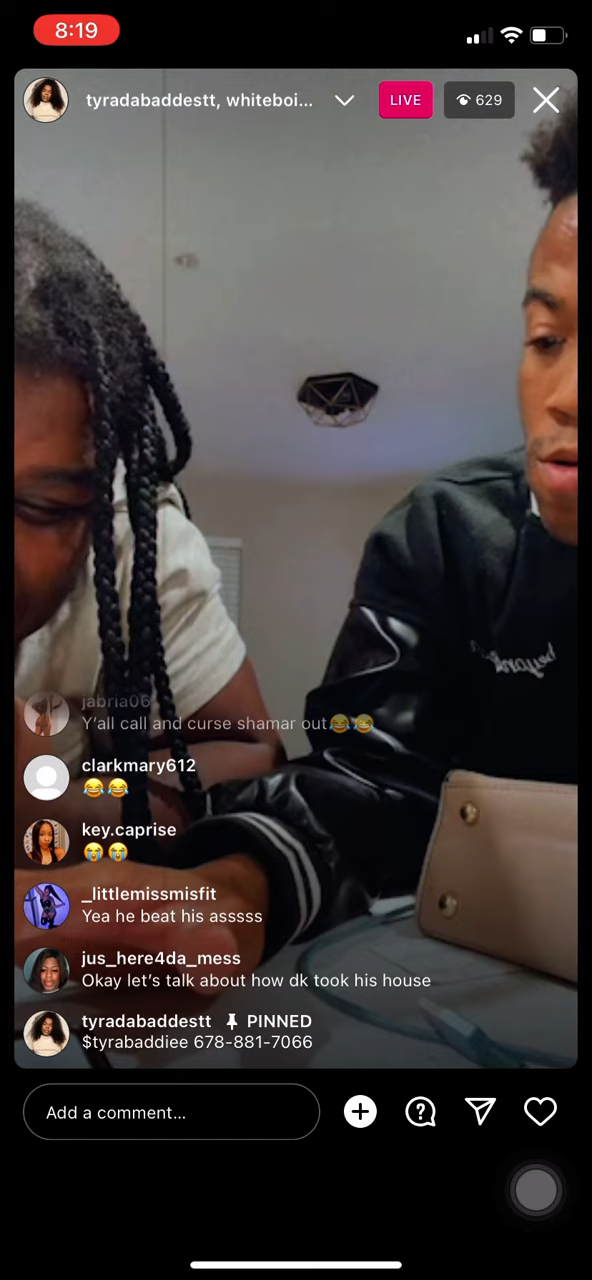 8:19
tyradabaddestt, whiteboi...
LIVE
629
jabria06
Y'all call and curse shamar out😂😂
clarkmary612
😂😂
key.caprise
😭😭
_littlemissmisfit
Yea he beat his asssss
jus_here4da_mess
Okay let's talk about how dk took his house
tyradabaddestt PINNED
$tyrabaddiee 678-881-7066
Add a comment...